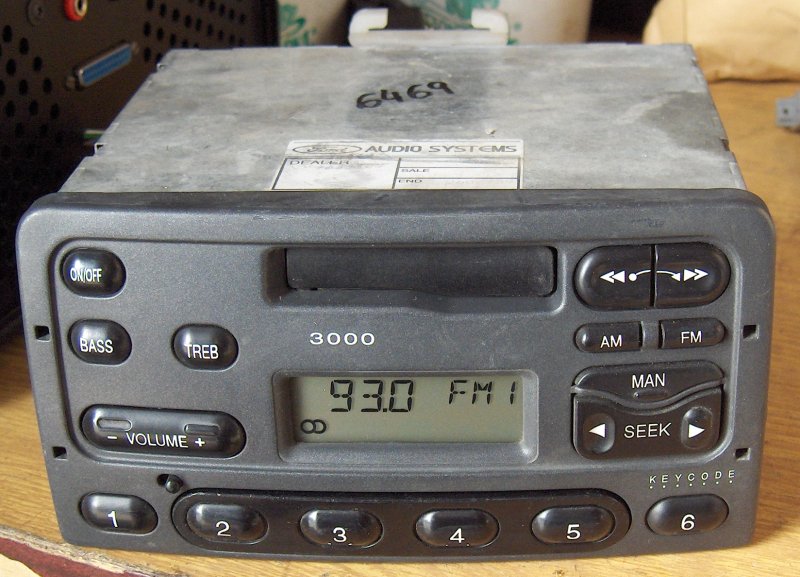 6469
Ford AUDIO SYSTEMS
DEALER
SALE
END
ON/OFF
BASS
TREB
3000
AM
FM
MAN
93.0 FM1
- VOLUME +
SEEK
KEYCODE
1
2
3
4
5
6